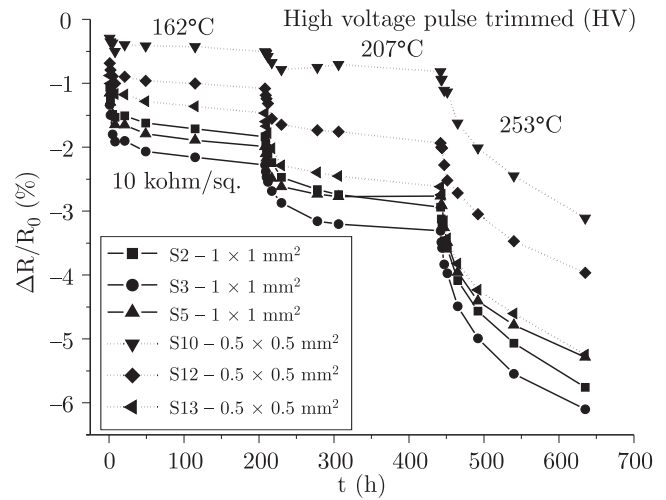 High voltage pulse trimmed (HV)
162°C
207°C
253°C
10 kohm/sq.
ΔR/R₀ (%)
0
−1
−2
−3
−4
−5
−6
S2 – 1 × 1 mm²
S3 – 1 × 1 mm²
S5 – 1 × 1 mm²
S10 – 0.5 × 0.5 mm²
S12 – 0.5 × 0.5 mm²
S13 – 0.5 × 0.5 mm²
0 100 200 300 400 500 600 700
t (h)